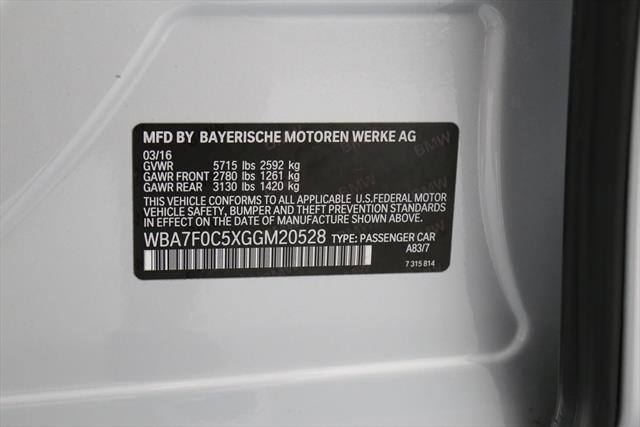 MFD BY BAYERISCHE MOTOREN WERKE AG
03/16
GVWR 5715 lbs 2592 kg
GAWR FRONT 2780 lbs 1261 kg
GAWR REAR 3130 lbs 1420 kg
THIS VEHICLE CONFORMS TO ALL APPLICABLE U.S.FEDERAL MOTOR
VEHICLE SAFETY, BUMPER AND THEFT PREVENTION STANDARDS
IN EFFECT ON THE DATE OF MANUFACTURE SHOWN ABOVE.
WBA7F0C5XGGM20528 TYPE: PASSENGER CAR
A83/7
7 315 814
BMW